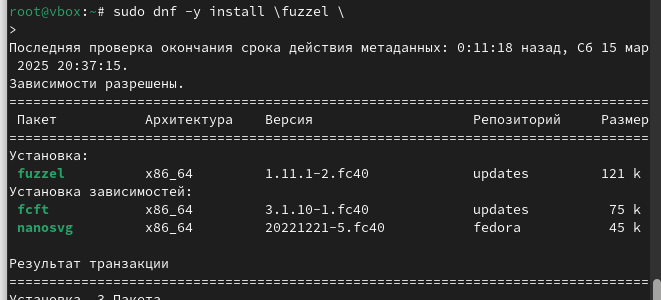 root@vbox:~# sudo dnf -y install \fuzzel \
>
Последняя проверка окончания срока действия метаданных: 0:11:18 назад, Сб 15 мар
2025 20:37:15.
Зависимости разрешены.
================================================================================
Пакет Архитектура Версия Репозиторий Размер
================================================================================
Установка:
fuzzel x86_64 1.11.1-2.fc40 updates 121 k
Установка зависимостей:
fcft x86_64 3.1.10-1.fc40 updates 75 k
nanosvg x86_64 20221221-5.fc40 fedora 45 k
Результат транзакции
================================================================================
Установка 3 Пакета